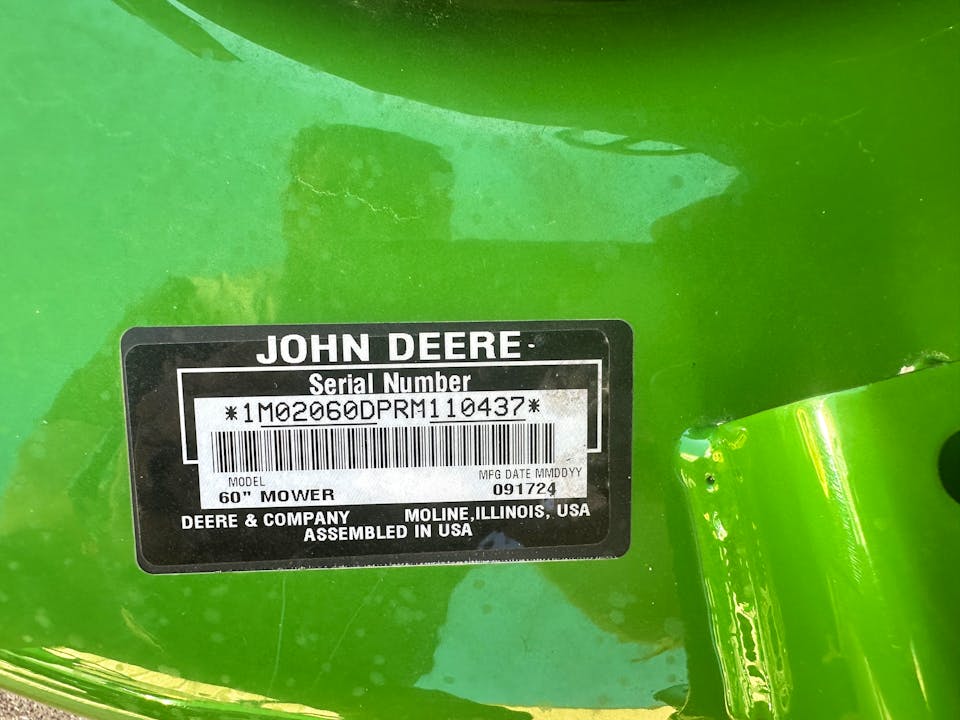 JOHN DEERE
Serial Number
*1M02060DPRM110437*
MODEL
MFG DATE MMDDYY
60" MOWER
091724
DEERE & COMPANY MOLINE, ILLINOIS, USA
ASSEMBLED IN USA